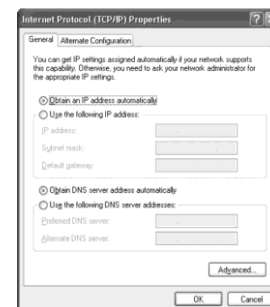 Internet Protocol (TCP/IP) Properties
General
Alternate Configuration
You can get IP settings assigned automatically if your network supports
this capability. Otherwise, you need to ask your network administrator for
the appropriate IP settings.
Obtain an IP address automatically
Use the following IP address:
IP address:
Subnet mask:
Default gateway:
Obtain DNS server address automatically
Use the following DNS server addresses:
Preferred DNS server:
Alternate DNS server:
Advanced...
OK
Cancel